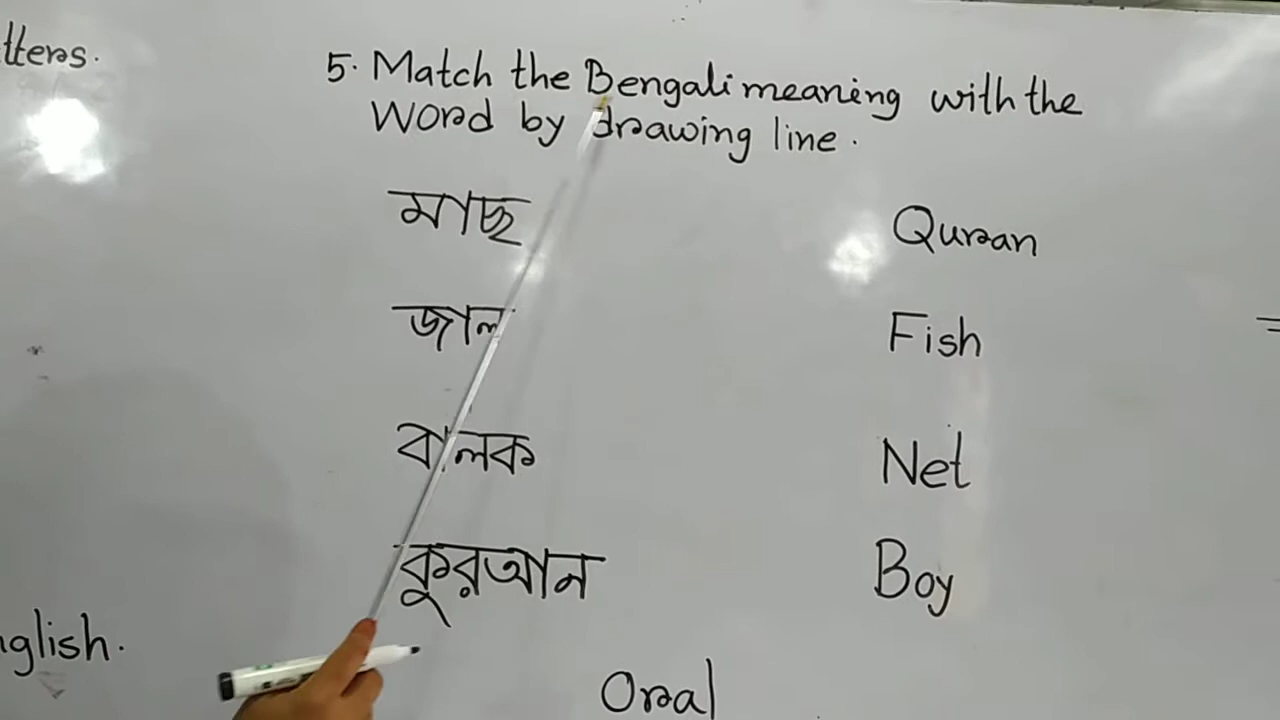 tters.
5. Match the Bengali meaning with the
Word by drawing line.
মাছ Quran
জাল Fish
বালক Net
কুরআন Boy
nglish.
Oral